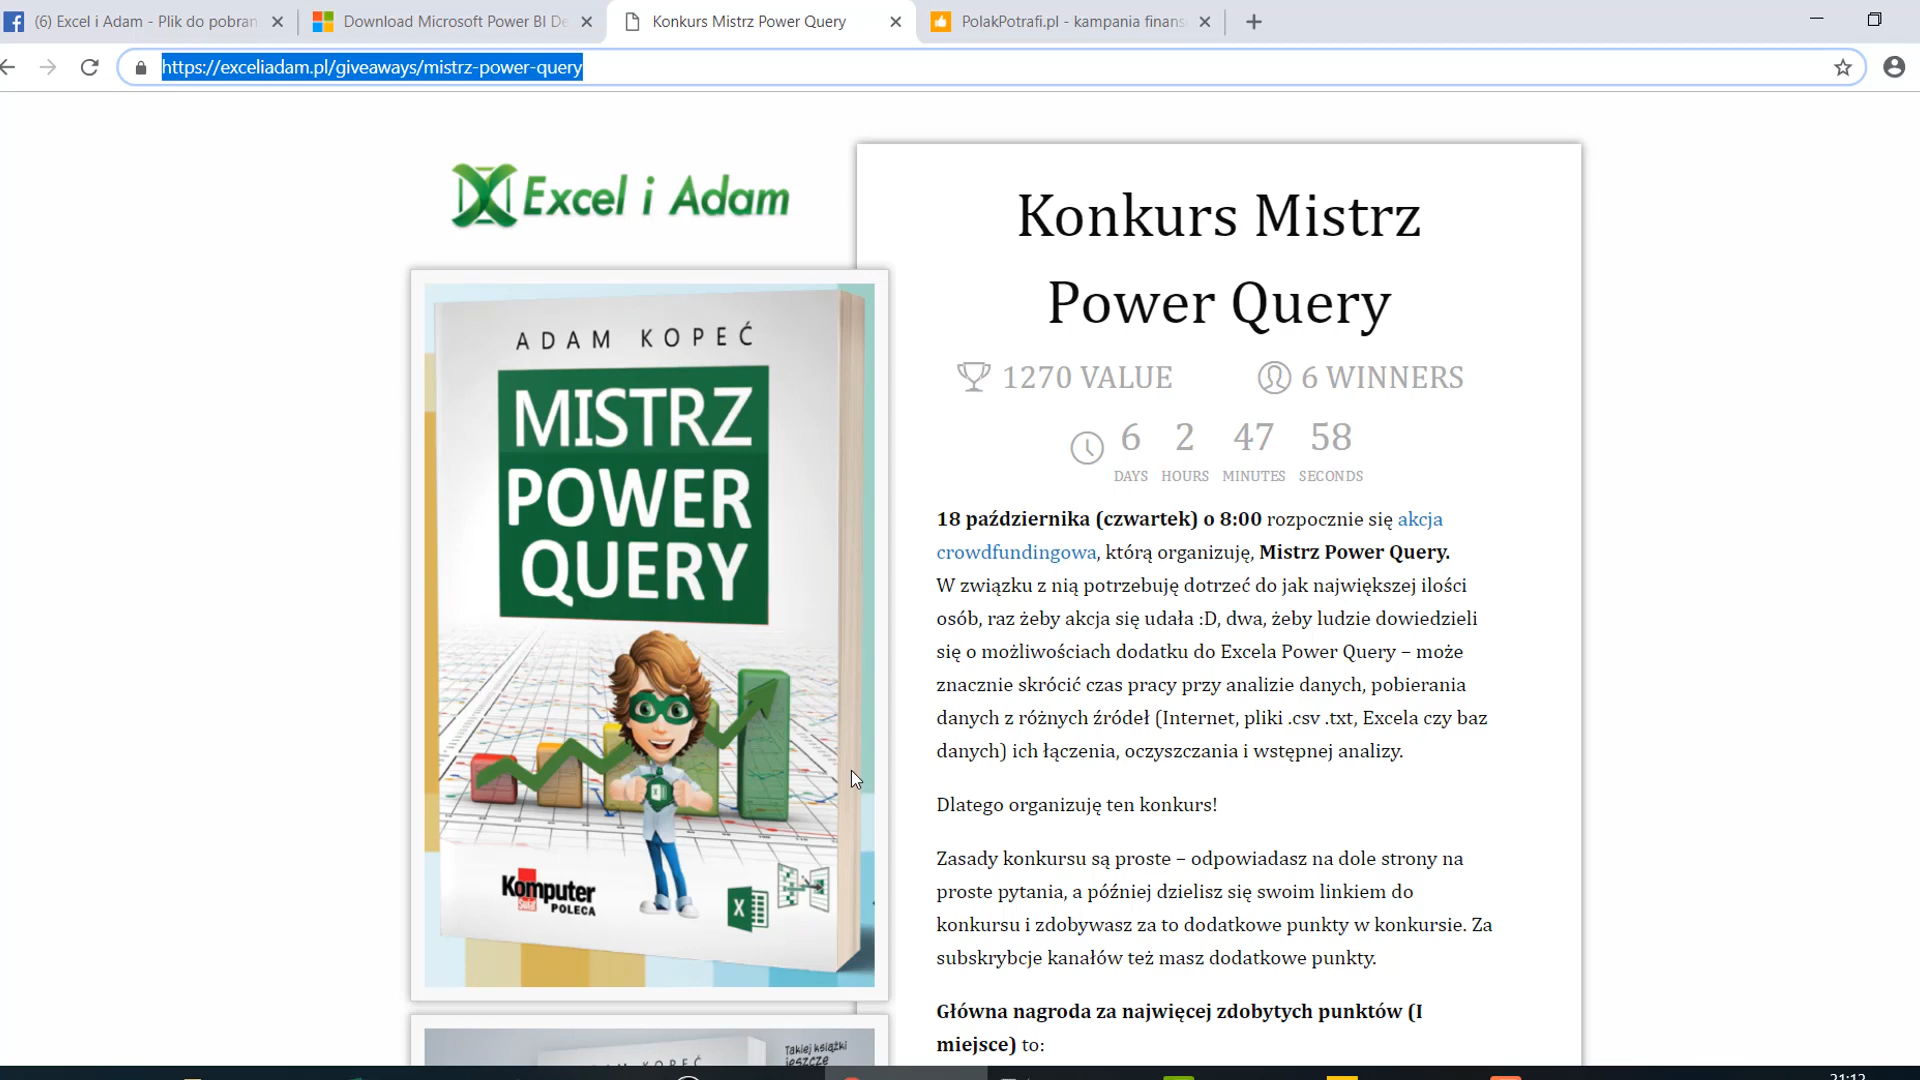 (6) Excel i Adam - Plik do pobran
Download Microsoft Power BI De
Konkurs Mistrz Power Query
PolakPotrafi.pl - kampania finans
https://exceliadam.pl/giveaways/mistrz-power-query
Excel i Adam
ADAM KOPEĆ
MISTRZ
POWER
QUERY
Komputer
Świat
POLECA
Takiej książki
jeszcze
ADAM KOPEĆ
Konkurs Mistrz
Power Query
1270 VALUE
6 WINNERS
6 2 47 58
DAYS HOURS MINUTES SECONDS
18 października (czwartek) o 8:00 rozpocznie się akcja
crowdfundingowa, którą organizuję, Mistrz Power Query.
W związku z nią potrzebuję dotrzeć do jak największej ilości
osób, raz żeby akcja się udała :D, dwa, żeby ludzie dowiedzieli
się o możliwościach dodatku do Excela Power Query – może
znacznie skrócić czas pracy przy analizie danych, pobierania
danych z różnych źródeł (Internet, pliki .csv .txt, Excela czy baz
danych) ich łączenia, oczyszczania i wstępnej analizy.
Dlatego organizuję ten konkurs!
Zasady konkursu są proste – odpowiadasz na dole strony na
proste pytania, a później dzielisz się swoim linkiem do
konkursu i zdobywasz za to dodatkowe punkty w konkursie. Za
subskrybcje kanałów też masz dodatkowe punkty.
Główna nagroda za najwięcej zdobytych punktów (I
miejsce) to:
21:12